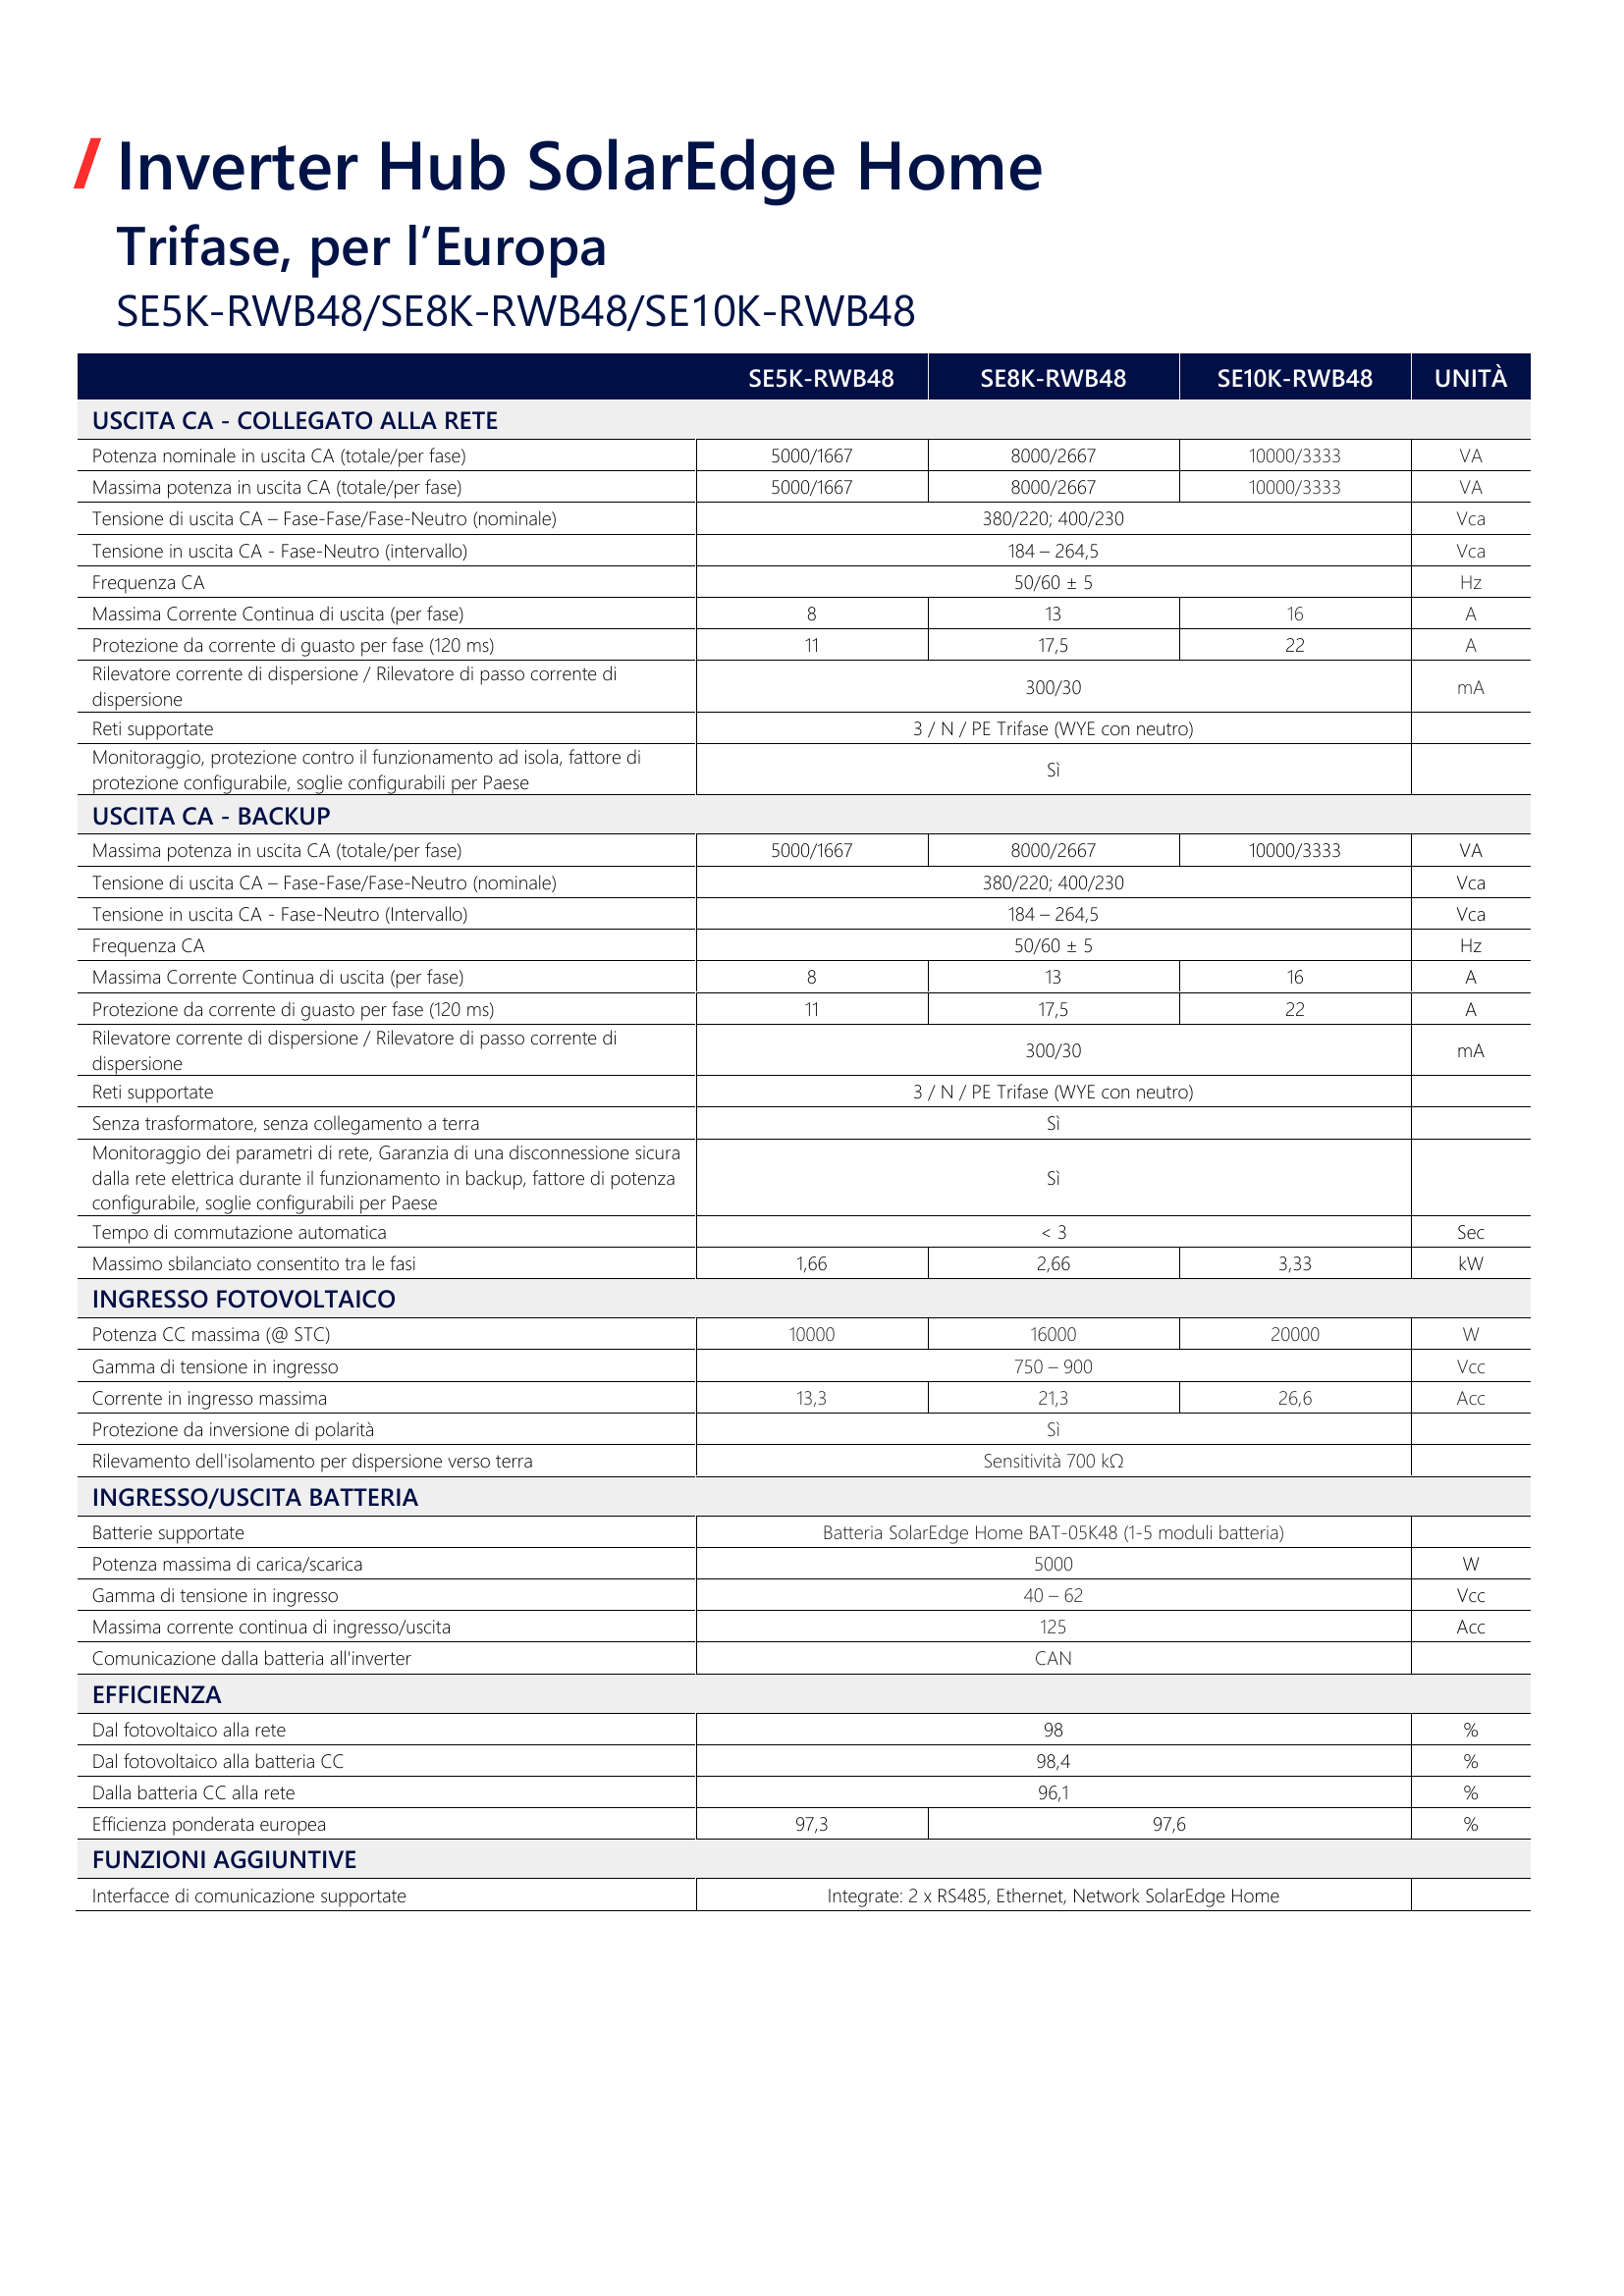 / Inverter Hub SolarEdge Home
Trifase, per l’Europa
SE5K-RWB48/SE8K-RWB48/SE10K-RWB48
SE5K-RWB48 SE8K-RWB48 SE10K-RWB48 UNITÀ
USCITA CA - COLLEGATO ALLA RETE
Potenza nominale in uscita CA (totale/per fase) 5000/1667 8000/2667 10000/3333 VA
Massima potenza in uscita CA (totale/per fase) 5000/1667 8000/2667 10000/3333 VA
Tensione di uscita CA – Fase-Fase/Fase-Neutro (nominale) 380/220; 400/230 Vca
Tensione in uscita CA - Fase-Neutro (intervallo) 184 – 264,5 Vca
Frequenza CA 50/60 ± 5 Hz
Massima Corrente Continua di uscita (per fase) 8 13 16 A
Protezione da corrente di guasto per fase (120 ms) 11 17,5 22 A
Rilevatore corrente di dispersione / Rilevatore di passo corrente di
dispersione 300/30 mA
Reti supportate 3 / N / PE Trifase (WYE con neutro)
Monitoraggio, protezione contro il funzionamento ad isola, fattore di
protezione configurabile, soglie configurabili per Paese Sì
USCITA CA - BACKUP
Massima potenza in uscita CA (totale/per fase) 5000/1667 8000/2667 10000/3333 VA
Tensione di uscita CA – Fase-Fase/Fase-Neutro (nominale) 380/220; 400/230 Vca
Tensione in uscita CA - Fase-Neutro (Intervallo) 184 – 264,5 Vca
Frequenza CA 50/60 ± 5 Hz
Massima Corrente Continua di uscita (per fase) 8 13 16 A
Protezione da corrente di guasto per fase (120 ms) 11 17,5 22 A
Rilevatore corrente di dispersione / Rilevatore di passo corrente di
dispersione 300/30 mA
Reti supportate 3 / N / PE Trifase (WYE con neutro)
Senza trasformatore, senza collegamento a terra Sì
Monitoraggio dei parametri di rete, Garanzia di una disconnessione sicura
dalla rete elettrica durante il funzionamento in backup, fattore di potenza Sì
configurabile, soglie configurabili per Paese
Tempo di commutazione automatica < 3 Sec
Massimo sbilanciato consentito tra le fasi 1,66 2,66 3,33 kW
INGRESSO FOTOVOLTAICO
Potenza CC massima (@ STC) 10000 16000 20000 W
Gamma di tensione in ingresso 750 – 900 Vcc
Corrente in ingresso massima 13,3 21,3 26,6 Acc
Protezione da inversione di polarità Sì
Rilevamento dell'isolamento per dispersione verso terra Sensitività 700 kΩ
INGRESSO/USCITA BATTERIA
Batterie supportate Batteria SolarEdge Home BAT-05K48 (1-5 moduli batteria)
Potenza massima di carica/scarica 5000 W
Gamma di tensione in ingresso 40 – 62 Vcc
Massima corrente continua di ingresso/uscita 125 Acc
Comunicazione dalla batteria all'inverter CAN
EFFICIENZA
Dal fotovoltaico alla rete 98 %
Dal fotovoltaico alla batteria CC 98,4 %
Dalla batteria CC alla rete 96,1 %
Efficienza ponderata europea 97,3 97,6 %
FUNZIONI AGGIUNTIVE
Interfacce di comunicazione supportate Integrate: 2 x RS485, Ethernet, Network SolarEdge Home